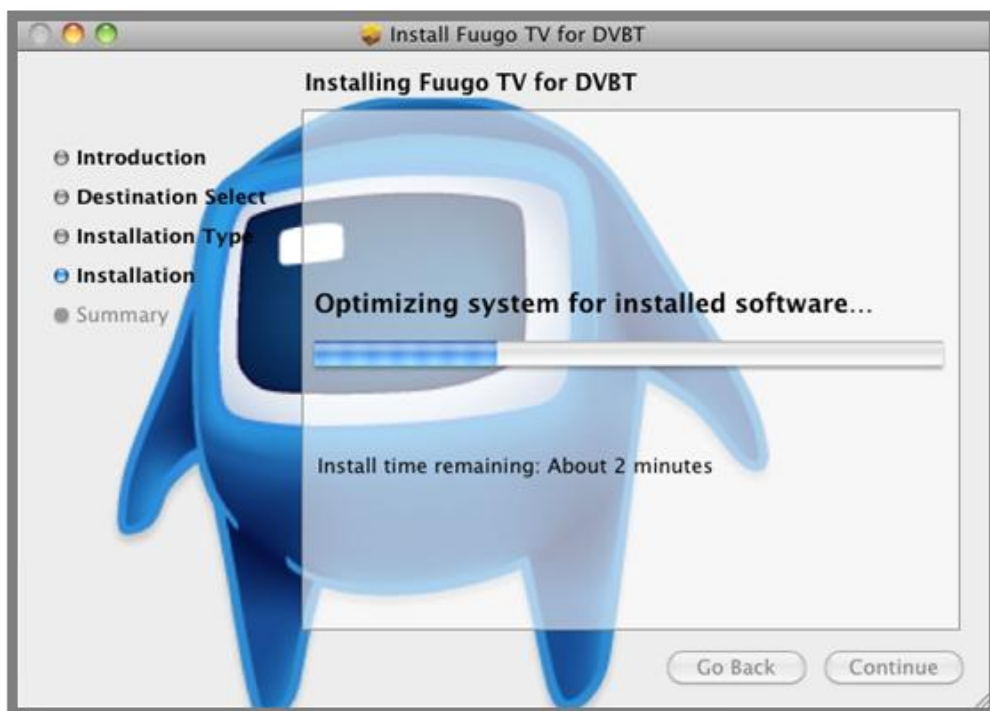 Install Fuugo TV for DVBT
Installing Fuugo TV for DVBT
Introduction
Destination Select
Installation Type
Installation
Summary
Optimizing system for installed software...
Install time remaining: About 2 minutes
Go Back
Continue